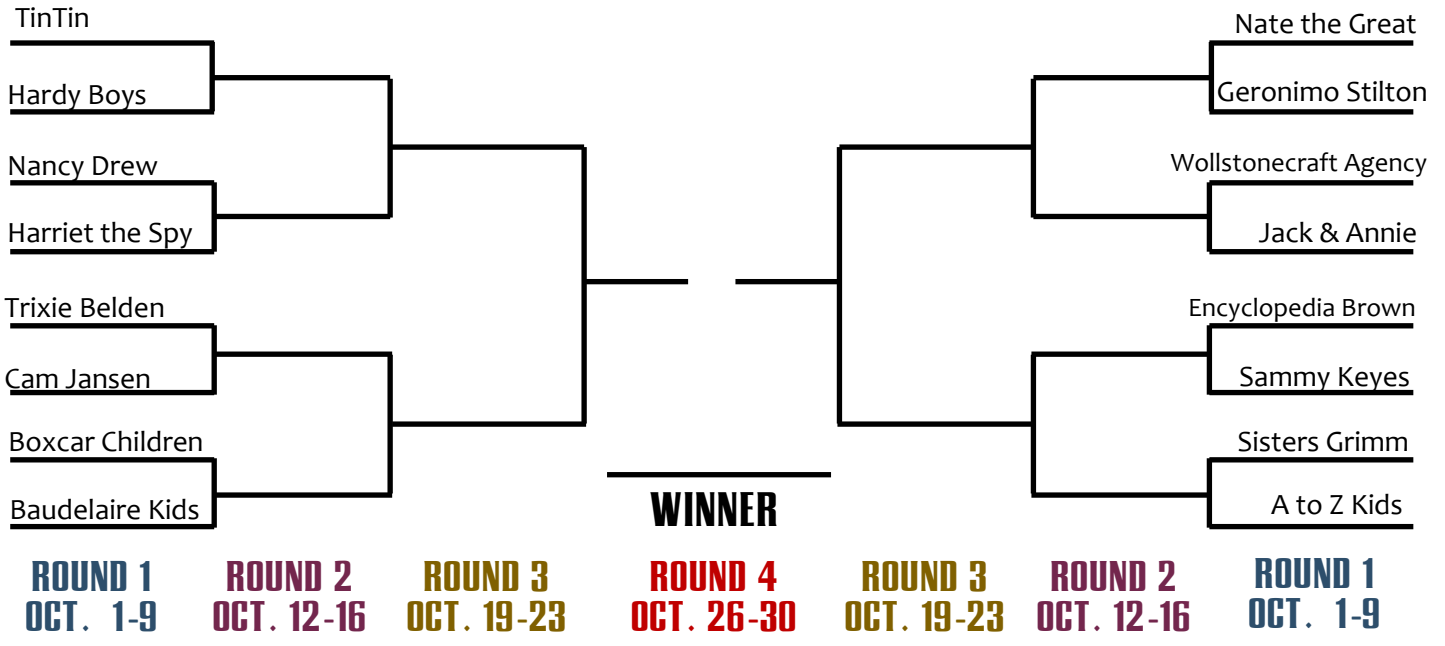 TinTin
Hardy Boys
Nancy Drew
Harriet the Spy
Trixie Belden
Cam Jansen
Boxcar Children
Baudelaire Kids
Nate the Great
Geronimo Stilton
Wollstonecraft Agency
Jack & Annie
Encyclopedia Brown
Sammy Keyes
Sisters Grimm
A to Z Kids
WINNER
ROUND 1
OCT. 1-9
ROUND 2
OCT. 12-16
ROUND 3
OCT. 19-23
ROUND 4
OCT. 26-30
ROUND 3
OCT. 19-23
ROUND 2
OCT. 12-16
ROUND 1
OCT. 1-9